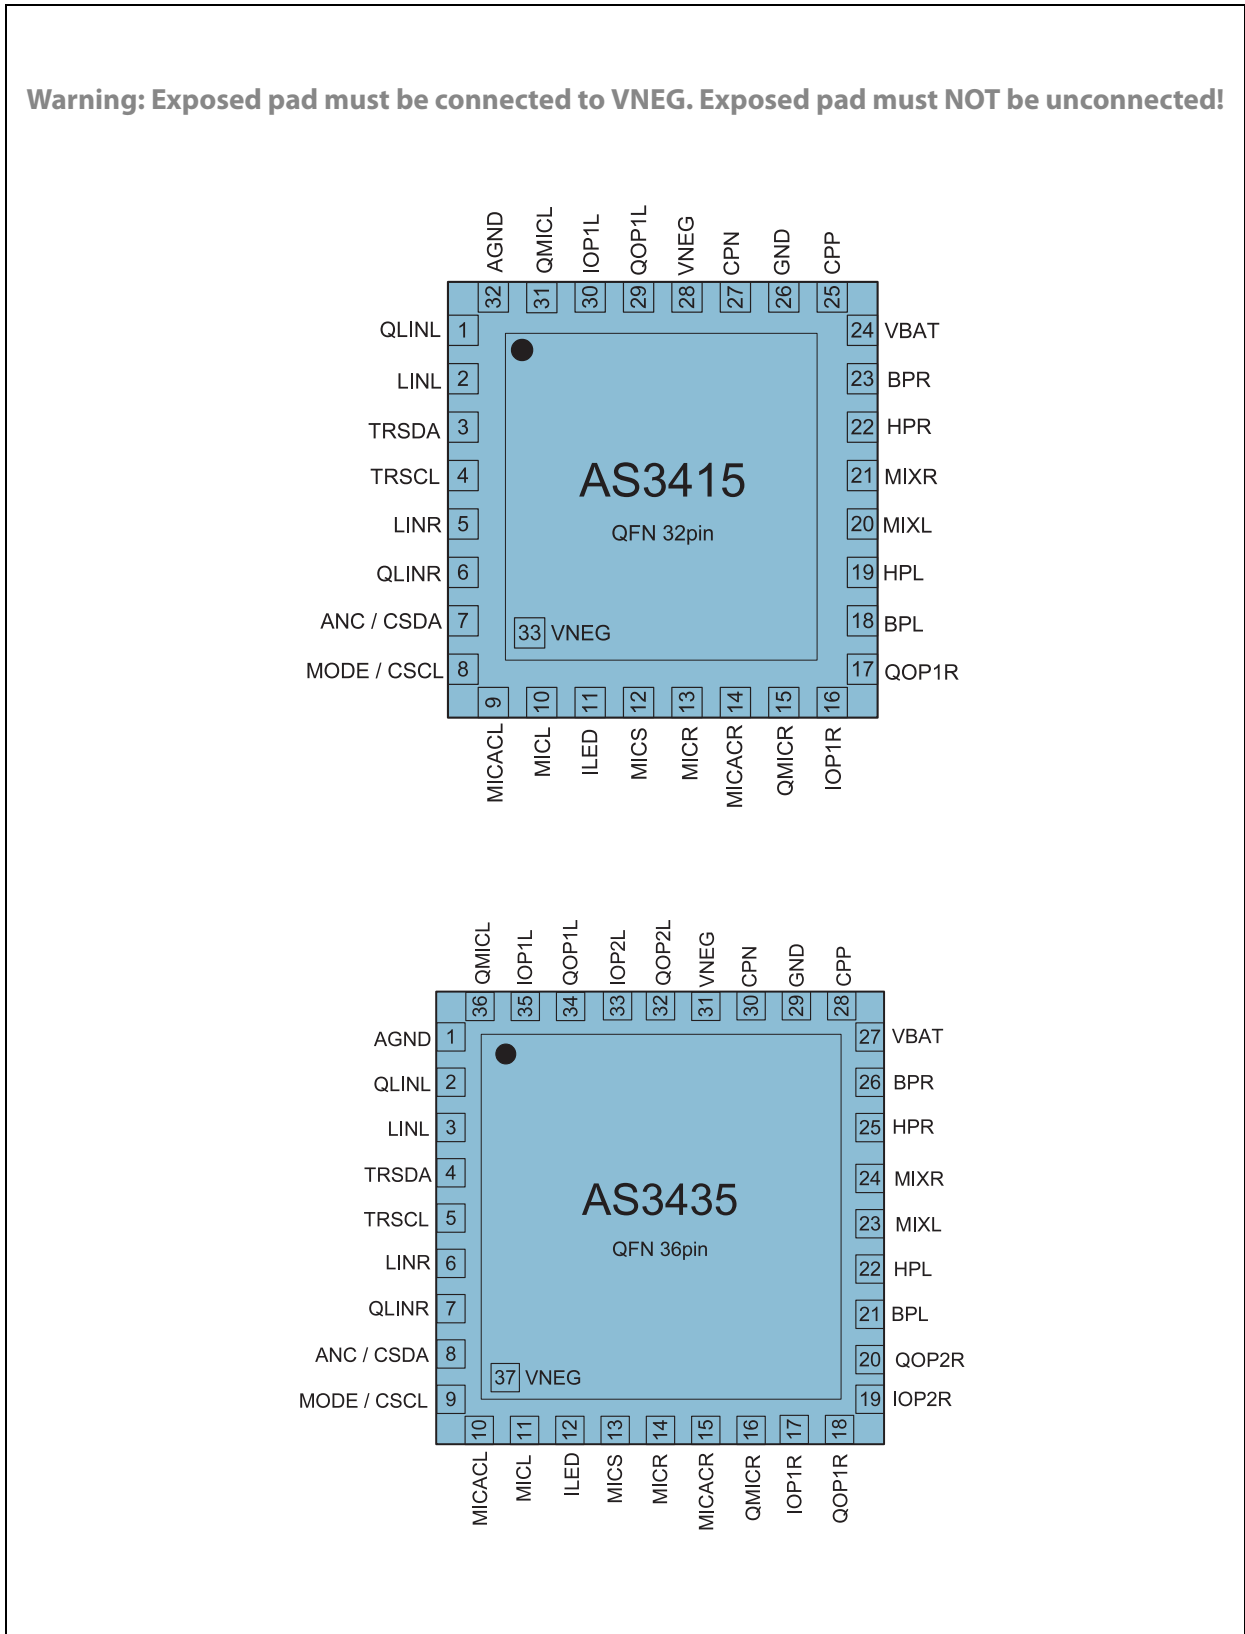 Warning: Exposed pad must be connected to VNEG. Exposed pad must NOT be unconnected!
AGND
QMICL
IOP1L
QOP1L
VNEG
CPN
GND
CPP
32
31
30
29
28
27
26
25
QLINL 1
LINL 2
TRSDA 3
TRSCL 4
LINR 5
QLINR 6
ANC / CSDA 7
MODE / CSCL 8
24 VBAT
23 BPR
22 HPR
21 MIXR
20 MIXL
19 HPL
18 BPL
17 QOP1R
AS3415
QFN 32pin
33 VNEG
9
10
11
12
13
14
15
16
MICACL
MICL
ILED
MICS
MICR
MICACR
QMICR
IOP1R
QMICL
IOP1L
QOP1L
IOP2L
QOP2L
VNEG
CPN
GND
CPP
36
35
34
33
32
31
30
29
28
AGND 1
QLINL 2
LINL 3
TRSDA 4
TRSCL 5
LINR 6
QLINR 7
ANC / CSDA 8
MODE / CSCL 9
27 VBAT
26 BPR
25 HPR
24 MIXR
23 MIXL
22 HPL
21 BPL
20 QOP2R
19 IOP2R
AS3435
QFN 36pin
37 VNEG
10
11
12
13
14
15
16
17
18
MICACL
MICL
ILED
MICS
MICR
MICACR
QMICR
IOP1R
QOP1R